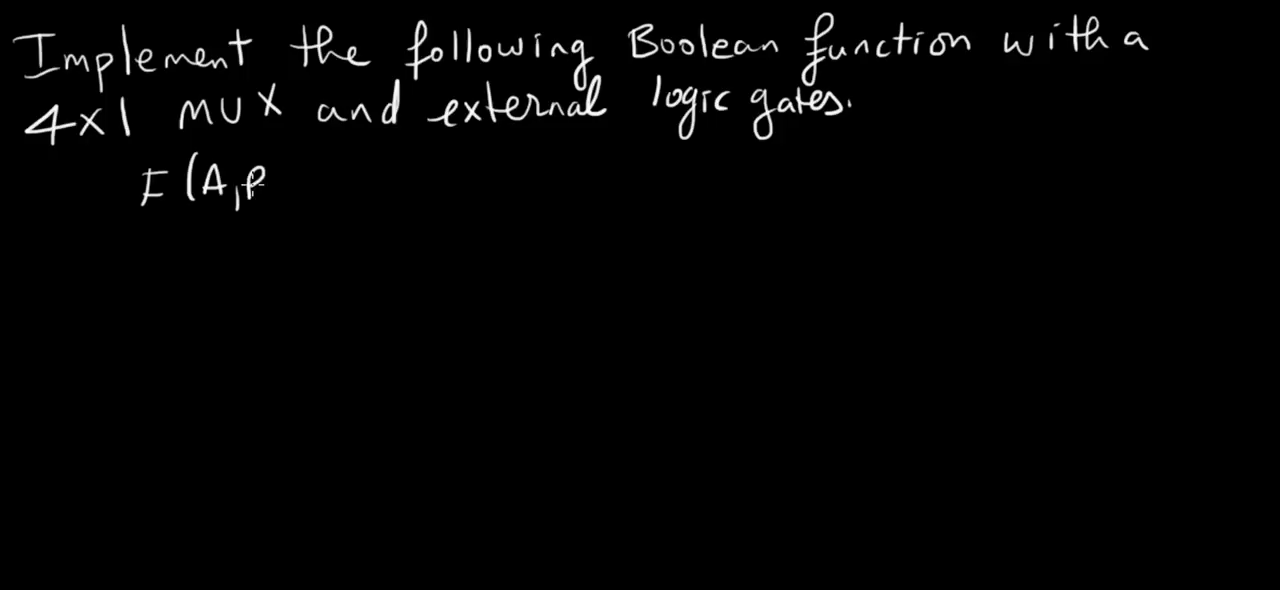 Implement the following Boolean function with a
4x1 MUX and external logic gates.
F (A,